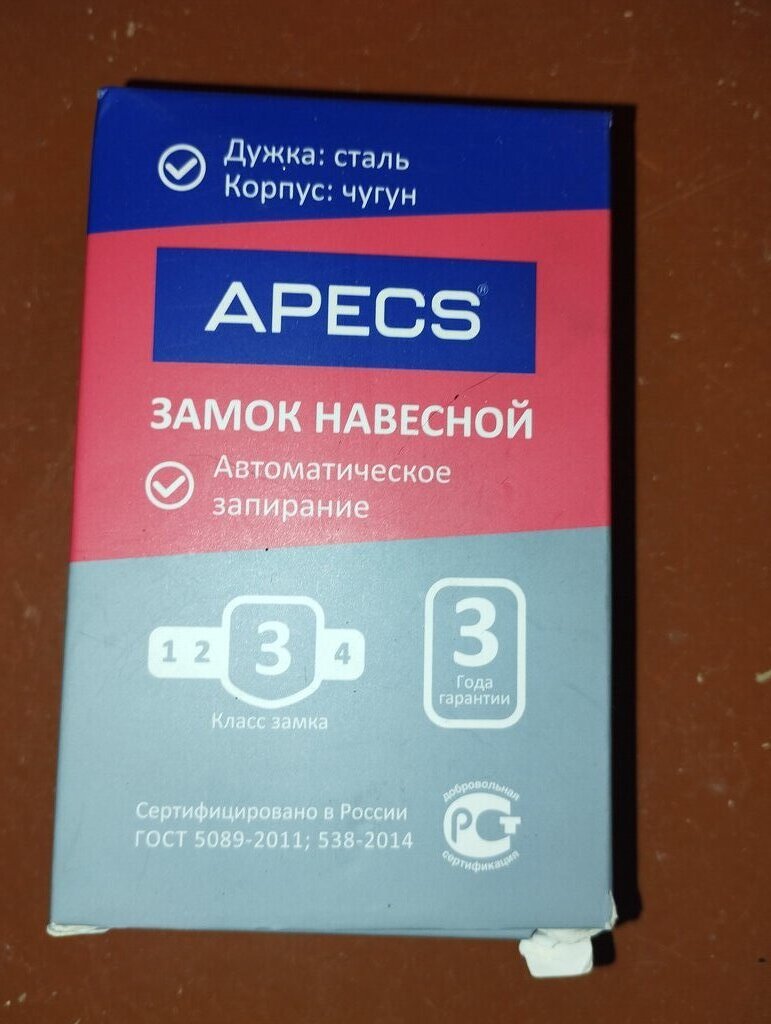 Дужка: сталь
Корпус: чугун
APECS®
ЗАМОК НАВЕСНОЙ
Автоматическое
запирание
1 2 3 4
Класс замка
3
Года
гарантии
Сертифицировано в России
ГОСТ 5089-2011; 538-2014
добровольная
РСТ
сертификация